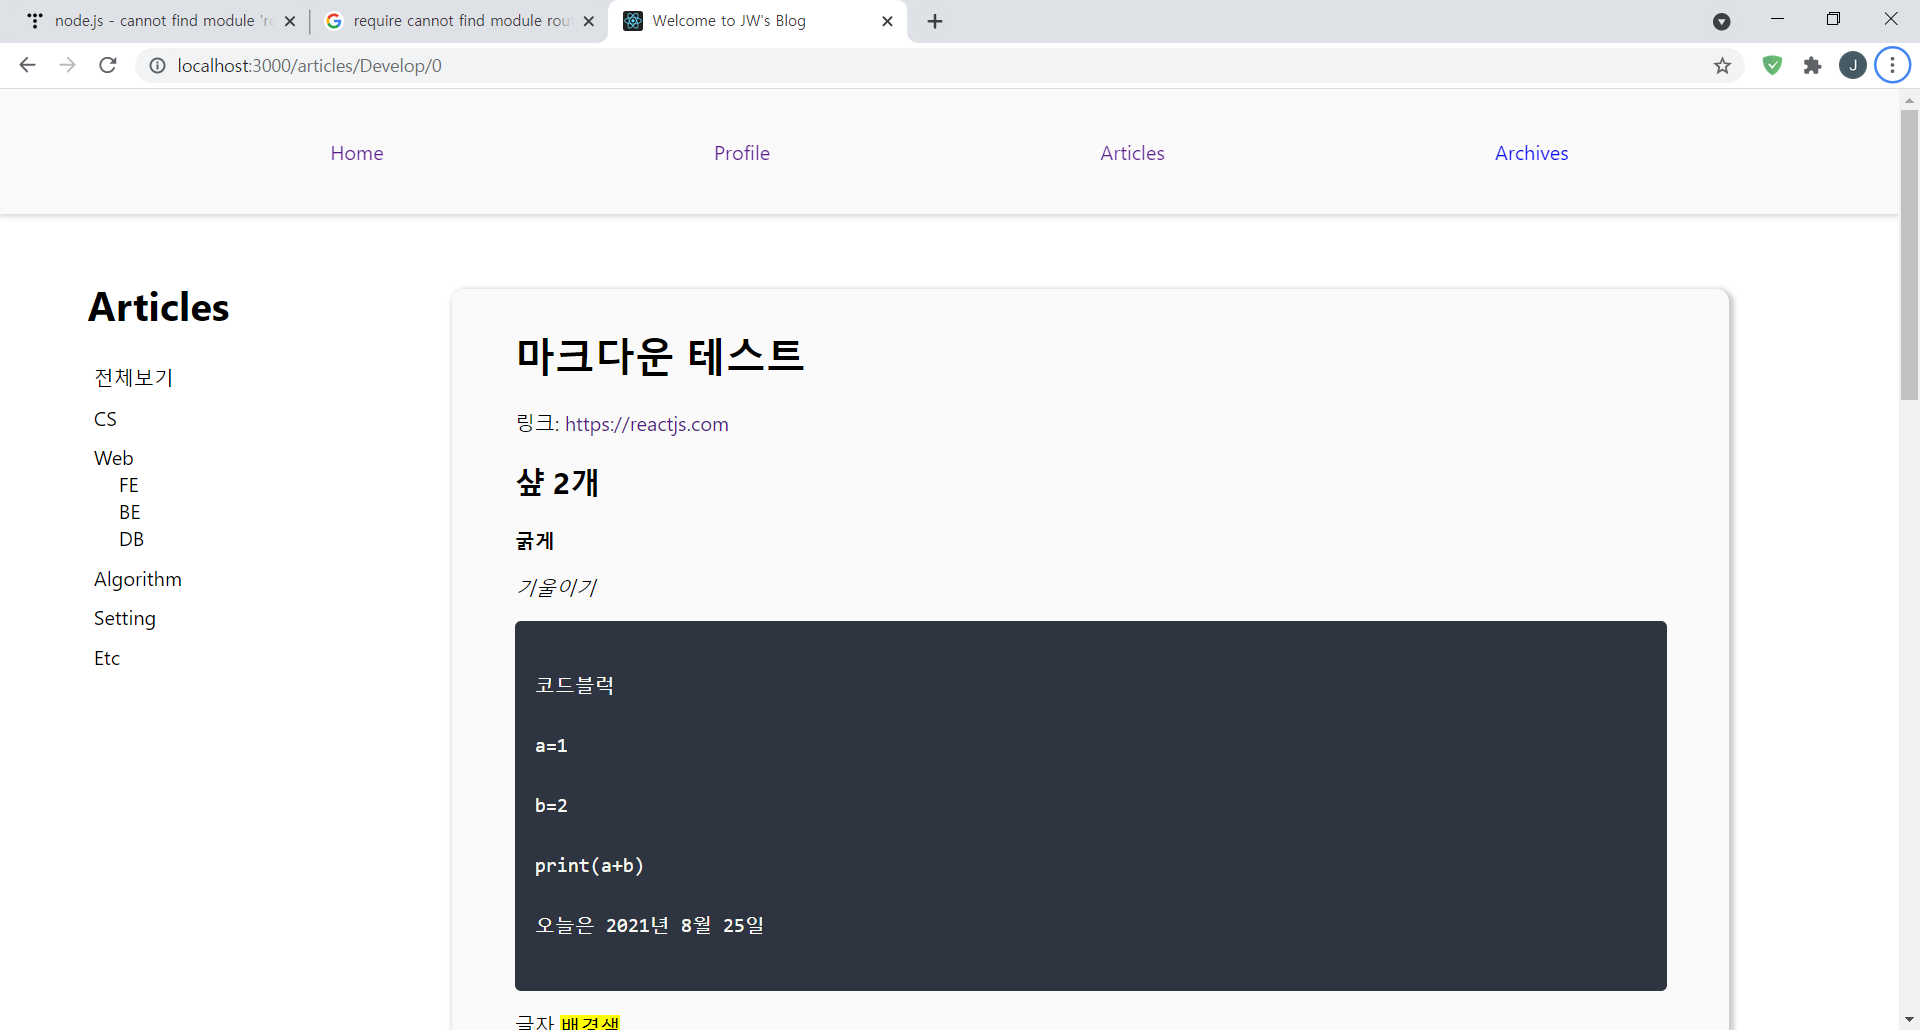 node.js - cannot find module 'ro
require cannot find module rout
Welcome to JW's Blog
localhost:3000/articles/Develop/0
J
Home
Profile
Articles
Archives
Articles
전체보기
CS
Web
FE
BE
DB
Algorithm
Setting
Etc
마크다운 테스트
링크: https://reactjs.com
샾 2개
굵게
기울이기
코드블럭
a=1
b=2
print(a+b)
오늘은 2021년 8월 25일
글자 배경색